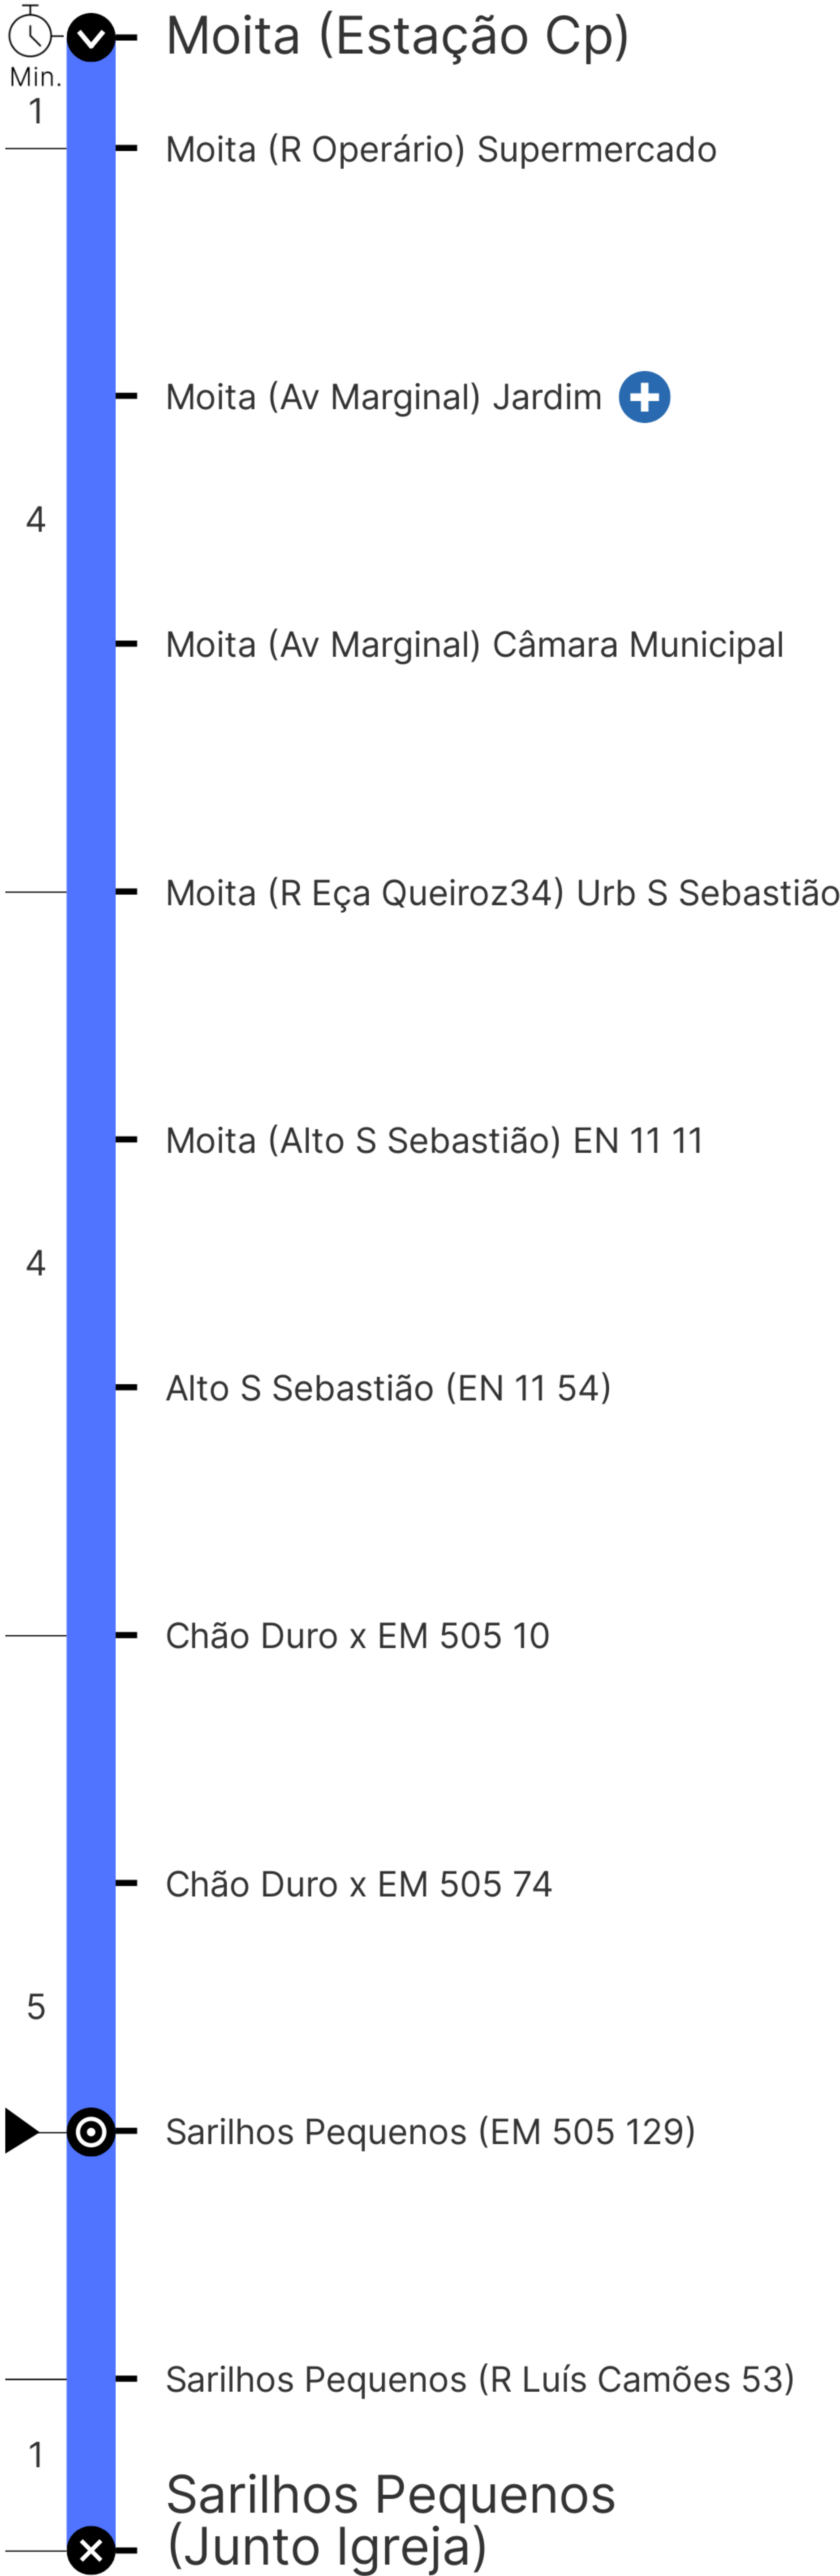 Moita (Estação Cp)
Min.
1
Moita (R Operário) Supermercado
Moita (Av Marginal) Jardim
4
Moita (Av Marginal) Câmara Municipal
Moita (R Eça Queiroz34) Urb S Sebastião
Moita (Alto S Sebastião) EN 11 11
4
Alto S Sebastião (EN 11 54)
Chão Duro x EM 505 10
Chão Duro x EM 505 74
5
Sarilhos Pequenos (EM 505 129)
Sarilhos Pequenos (R Luís Camões 53)
1
Sarilhos Pequenos
(Junto Igreja)